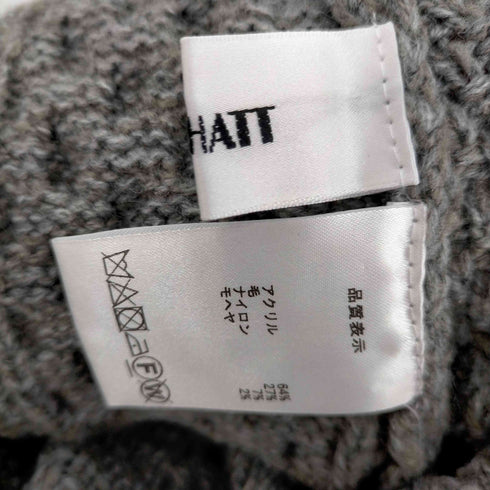 HATT
品質表示
アクリル 64%
毛 27%
ナイロン 7%
モヘヤ 2%
F W